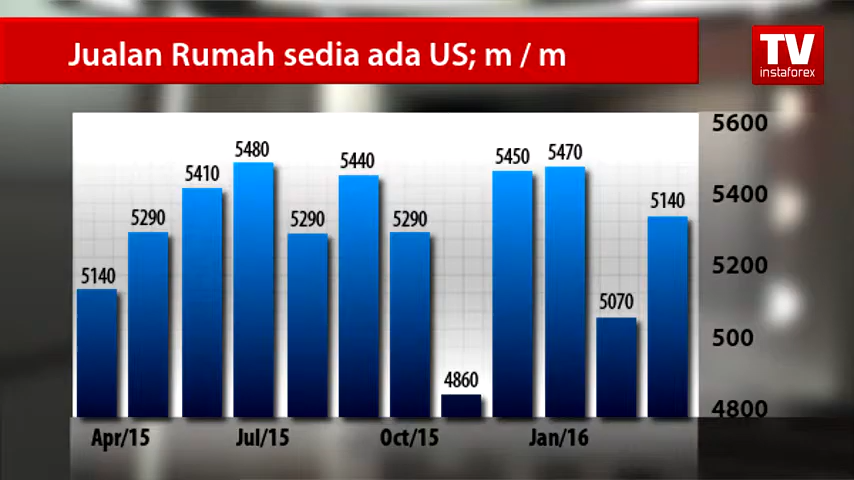 Jualan Rumah sedia ada US; m / m
TV
instaforex
5140
5290
5410
5480
5290
5440
5290
4860
5450
5470
5070
5140
5600
5400
5200
500
4800
Apr/15
Jul/15
Oct/15
Jan/16